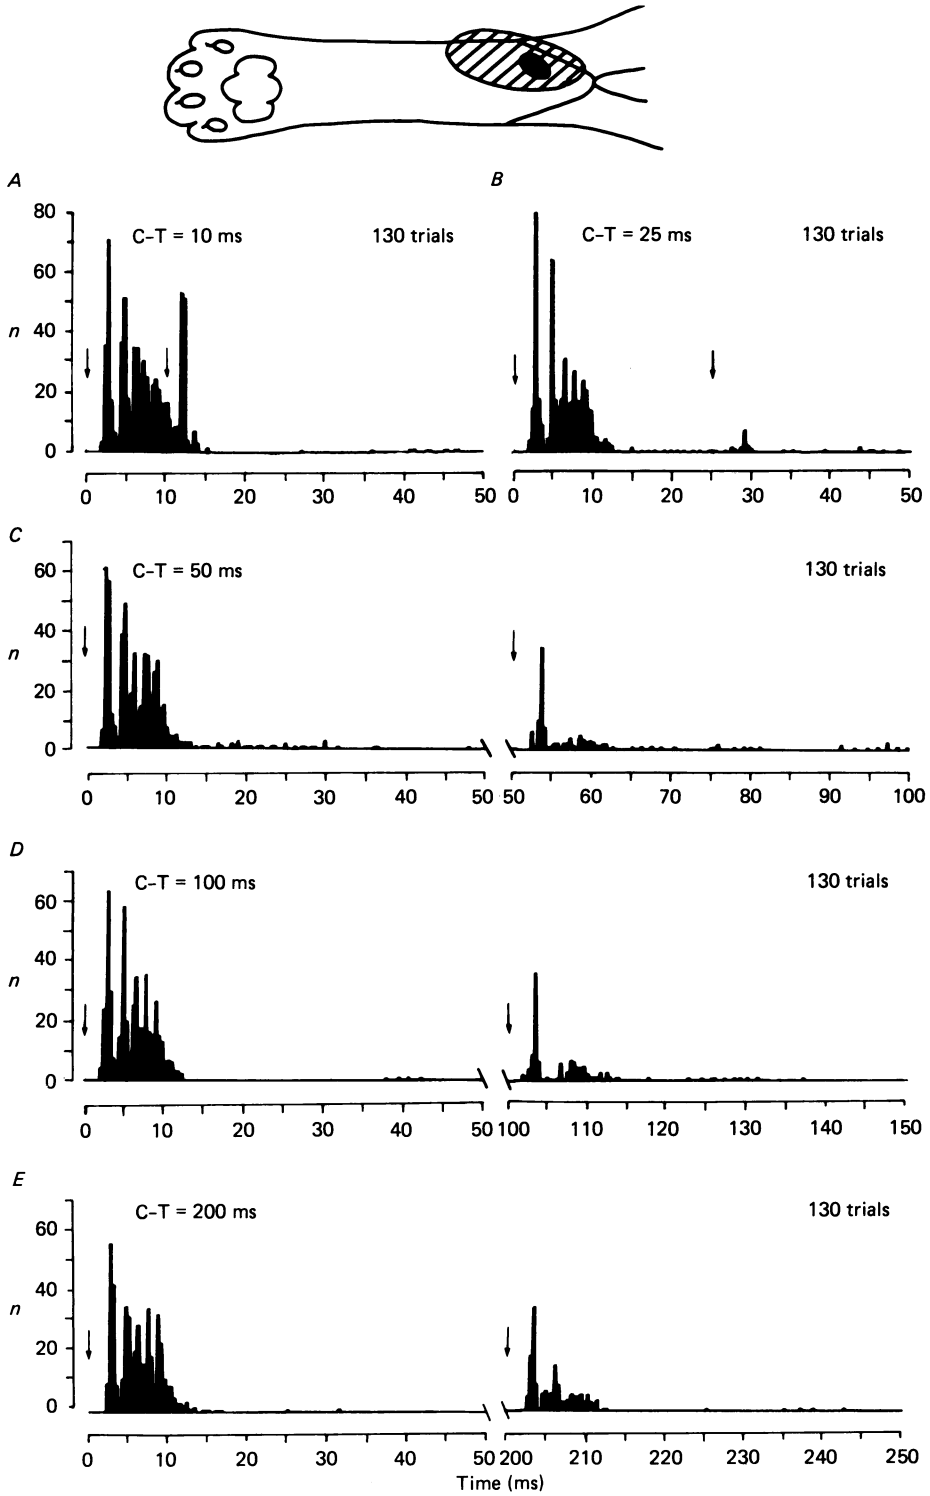 A B
80
60
n 40
20
0
C–T = 10 ms 130 trials
C–T = 25 ms 130 trials
0 10 20 30 40 50 0 10 20 30 40 50
C
60
40
n
20
0
C–T = 50 ms 130 trials
0 10 20 30 40 50 50 60 70 80 90 100
D
60
40
n
20
0
C–T = 100 ms 130 trials
0 10 20 30 40 50 100 110 120 130 140 150
E
60
40
n
20
0
C–T = 200 ms 130 trials
0 10 20 30 40 50 200 210 220 230 240 250
Time (ms)